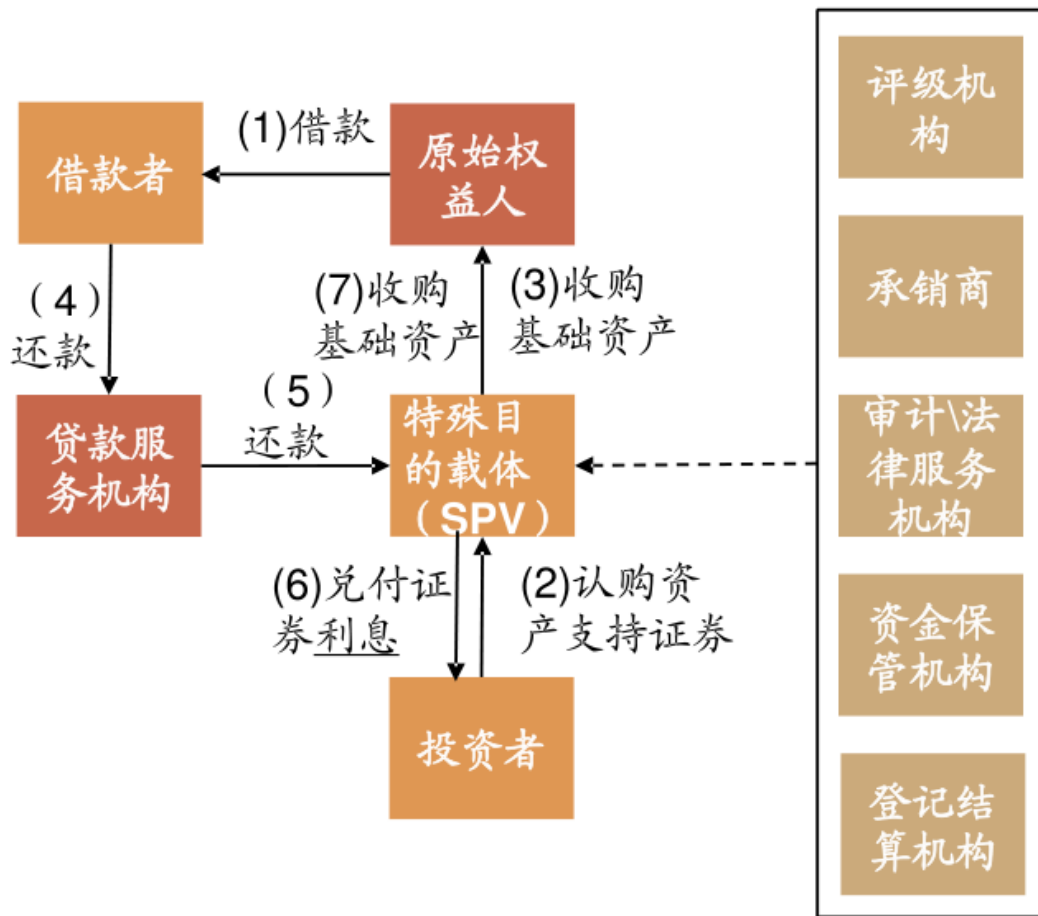 (1)借款
借款者
原始权
益人
(7)收购
基础资产
(3)收购
基础资产
（4）
还款
贷款服
务机构
（5）
还款
特殊目
的载体
（SPV）
(6)兑付证
券利息
(2)认购资
产支持证券
投资者
评级机
构
承销商
审计\法
律服务
机构
资金保
管机构
登记结
算机构